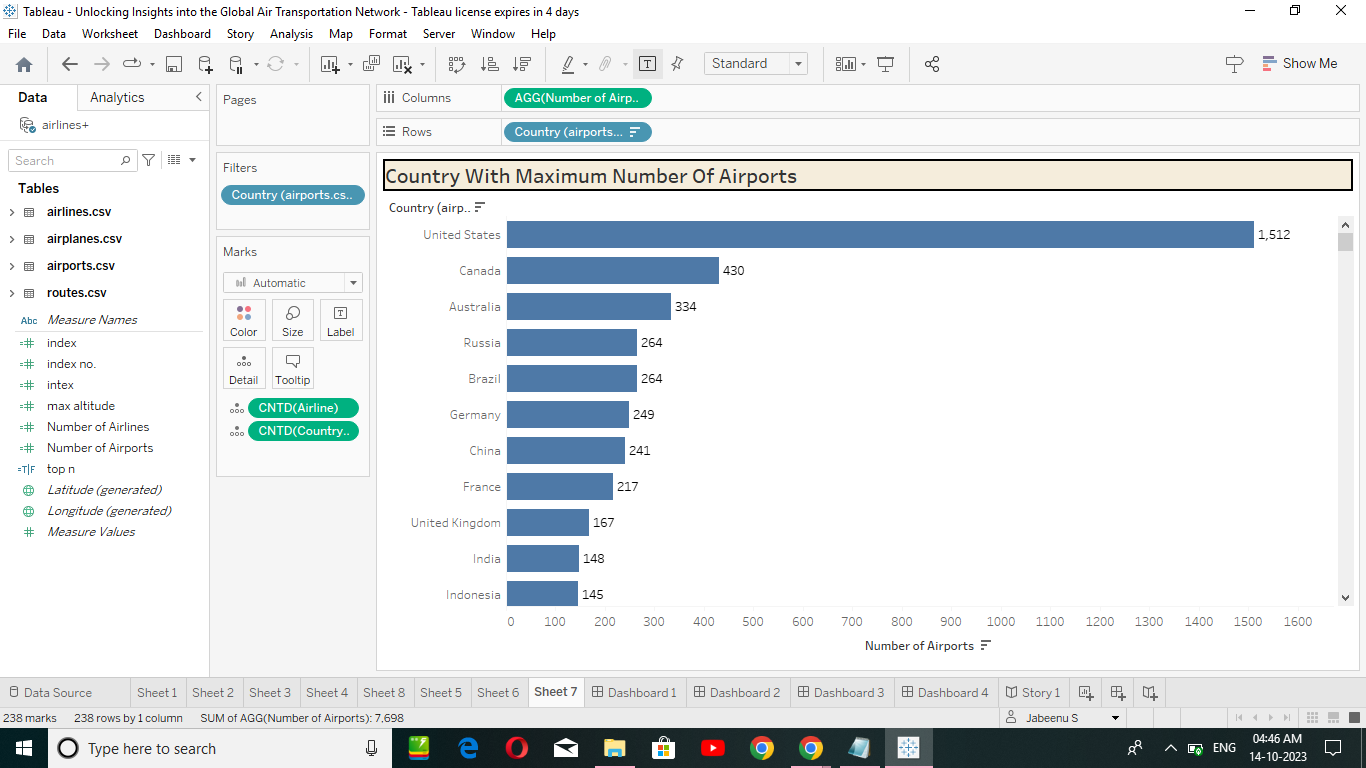 Tableau - Unlocking Insights into the Global Air Transportation Network - Tableau license expires in 4 days
File Data Worksheet Dashboard Story Analysis Map Format Server Window Help
Standard
Show Me
Data Analytics
airlines+
Search
Tables
airlines.csv
airplanes.csv
airports.csv
routes.csv
Abc Measure Names
index
index no.
intex
max altitude
Number of Airlines
Number of Airports
=T|F top n
Latitude (generated)
Longitude (generated)
Measure Values
Pages
Filters
Country (airports.cs..
Marks
Automatic
Color Size Label
Detail Tooltip
CNTD(Airline)
CNTD(Country..
Columns AGG(Number of Airp..
Rows Country (airports...
Country With Maximum Number Of Airports
Country (airp..
United States 1,512
Canada 430
Australia 334
Russia 264
Brazil 264
Germany 249
China 241
France 217
United Kingdom 167
India 148
Indonesia 145
0 100 200 300 400 500 600 700 800 900 1000 1100 1200 1300 1400 1500 1600
Number of Airports
Data Source Sheet 1 Sheet 2 Sheet 3 Sheet 4 Sheet 8 Sheet 5 Sheet 6 Sheet 7 Dashboard 1 Dashboard 2 Dashboard 3 Dashboard 4 Story 1
238 marks 238 rows by 1 column SUM of AGG(Number of Airports): 7,698 Jabeenu S
Type here to search
ENG
04:46 AM
14-10-2023